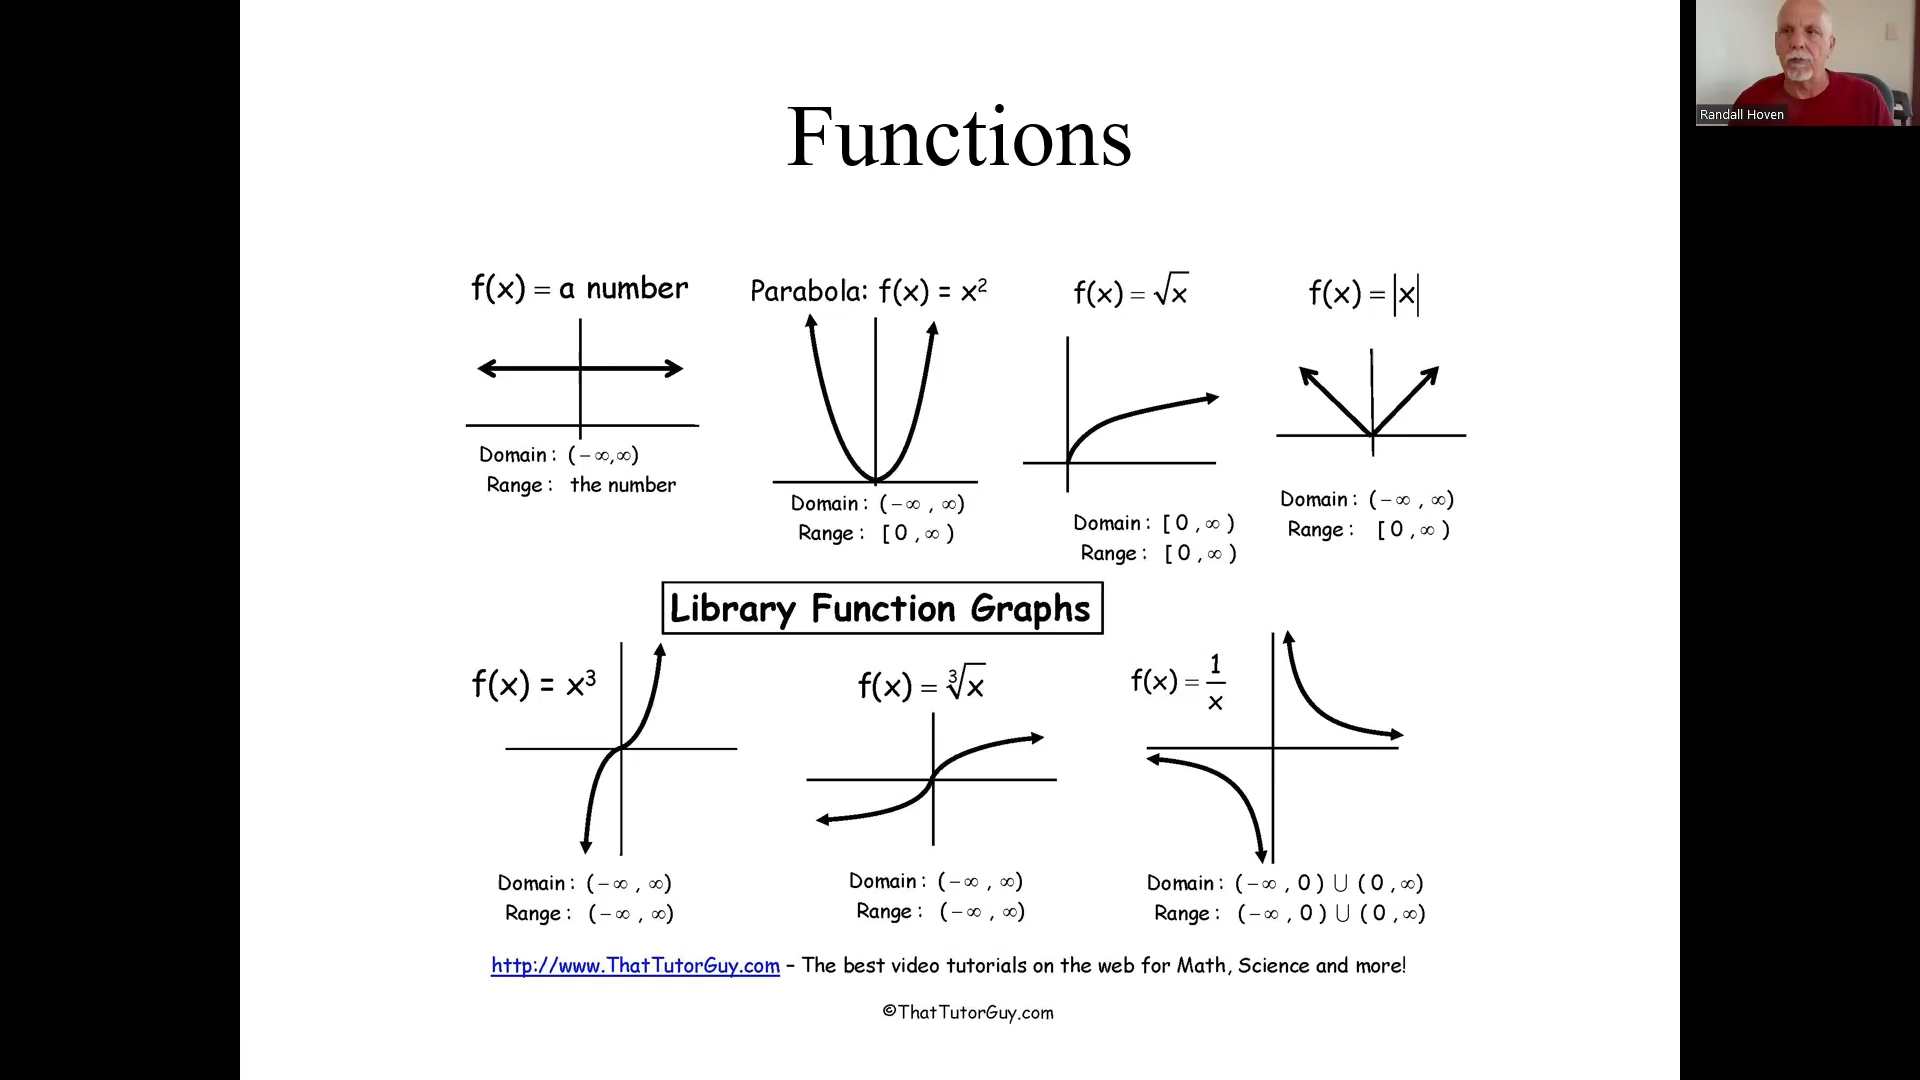 Randall Hoven
Functions
f(x) = a number
Domain: (−∞,∞)
Range: the number
Parabola: f(x) = x²
Domain: (−∞ , ∞)
Range: [ 0 , ∞ )
f(x) = √x
Domain: [ 0 , ∞ )
Range: [ 0 , ∞ )
f(x) = |x|
Domain: (−∞ , ∞)
Range: [ 0 , ∞ )
Library Function Graphs
f(x) = x³
Domain: (−∞ , ∞)
Range: (−∞ , ∞)
f(x) = ∛x
Domain: (−∞ , ∞)
Range: (−∞ , ∞)
f(x) = 1/x
Domain: (−∞ , 0 ) ∪ ( 0 , ∞)
Range: (−∞ , 0 ) ∪ ( 0 , ∞)
http://www.ThatTutorGuy.com – The best video tutorials on the web for Math, Science and more!
©ThatTutorGuy.com